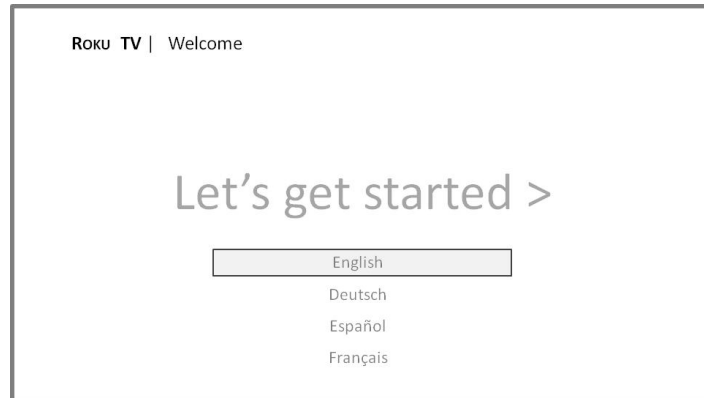 Roku TV | Welcome
Let's get started >
English
Deutsch
Español
Français